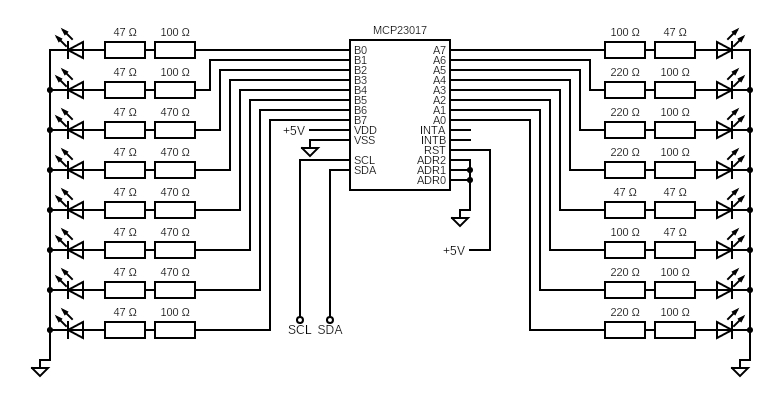 MCP23017
47 Ω 100 Ω 100 Ω 47 Ω
B0 A7
B1 A6
47 Ω 100 Ω B2 A5 220 Ω 100 Ω
B3 A4
B4 A3
47 Ω 470 Ω B5 A2 220 Ω 100 Ω
B6 A1
B7 A0
+5V VDD INTA
VSS INTB
47 Ω 470 Ω RST 220 Ω 100 Ω
SCL ADR2
SDA ADR1
ADR0
47 Ω 470 Ω 47 Ω 100 Ω
47 Ω 470 Ω 100 Ω 47 Ω
+5V
47 Ω 470 Ω 220 Ω 100 Ω
47 Ω 100 Ω 220 Ω 100 Ω
SCL SDA